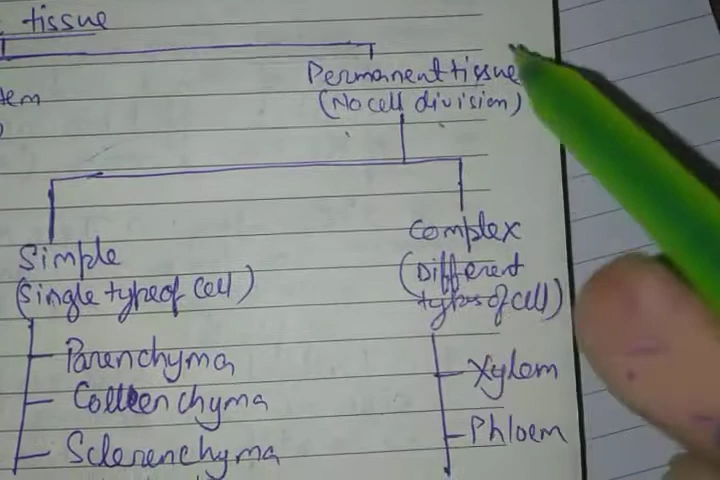 tissue
Permanent tissue
(No cell division)
tem
)
Simple
(Single type of cell)
Parenchyma
Collenchyma
Sclerenchyma
Complex
(Different
types of cell)
Xylem
Phloem